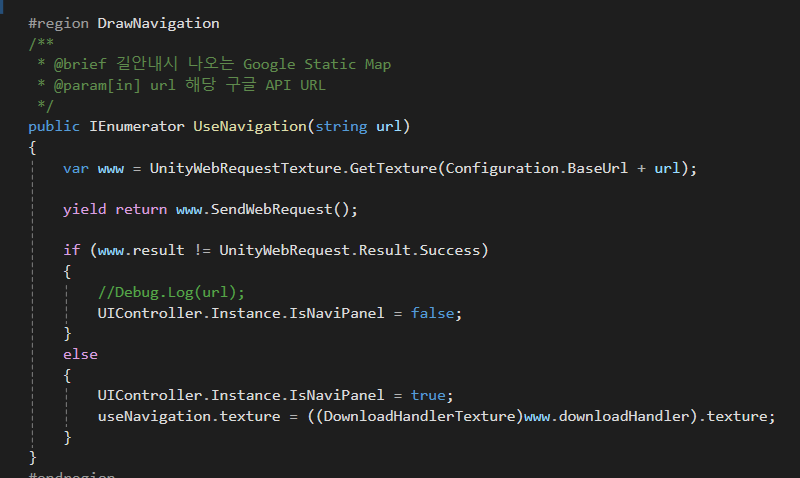 #region DrawNavigation
/**
 * @brief 길안내시 나오는 Google Static Map
 * @param[in] url 해당 구글 API URL
 */
public IEnumerator UseNavigation(string url)
{
    var www = UnityWebRequestTexture.GetTexture(Configuration.BaseUrl + url);
    yield return www.SendWebRequest();
    if (www.result != UnityWebRequest.Result.Success)
    {
        //Debug.Log(url);
        UIController.Instance.IsNaviPanel = false;
    }
    else
    {
        UIController.Instance.IsNaviPanel = true;
        useNavigation.texture = ((DownloadHandlerTexture)www.downloadHandler).texture;
    }
}
#endregion